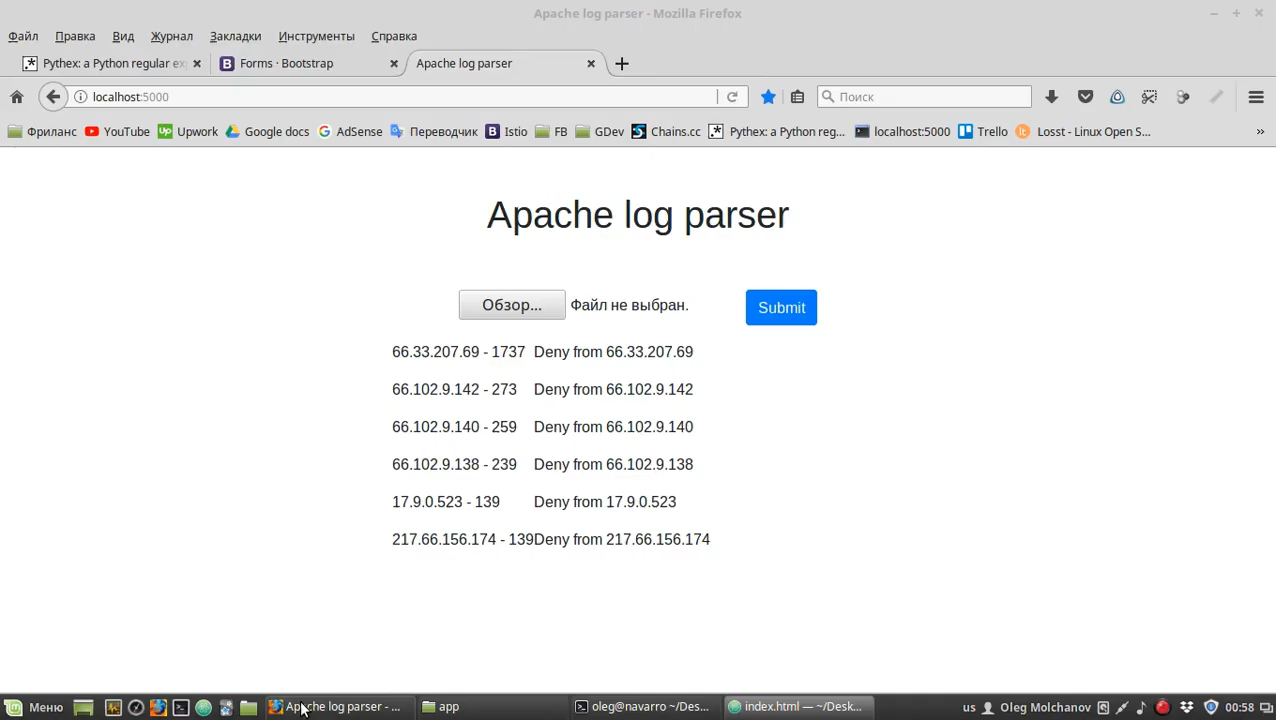 Apache log parser - Mozilla Firefox
Файл Правка Вид Журнал Закладки Инструменты Справка
Pythex: a Python regular ex
Forms · Bootstrap
Apache log parser
localhost:5000
Поиск
Фриланс YouTube Upwork Google docs AdSense Переводчик Istio FB GDev Chains.cc Pythex: a Python reg... localhost:5000 Trello Losst - Linux Open S...
Apache log parser
Обзор... Файл не выбран. Submit
66.33.207.69 - 1737 Deny from 66.33.207.69
66.102.9.142 - 273 Deny from 66.102.9.142
66.102.9.140 - 259 Deny from 66.102.9.140
66.102.9.138 - 239 Deny from 66.102.9.138
17.9.0.523 - 139 Deny from 17.9.0.523
217.66.156.174 - 139Deny from 217.66.156.174
Меню Apache log parser - ... app oleg@navarro ~/Des... index.html — ~/Desk... us Oleg Molchanov 00:58